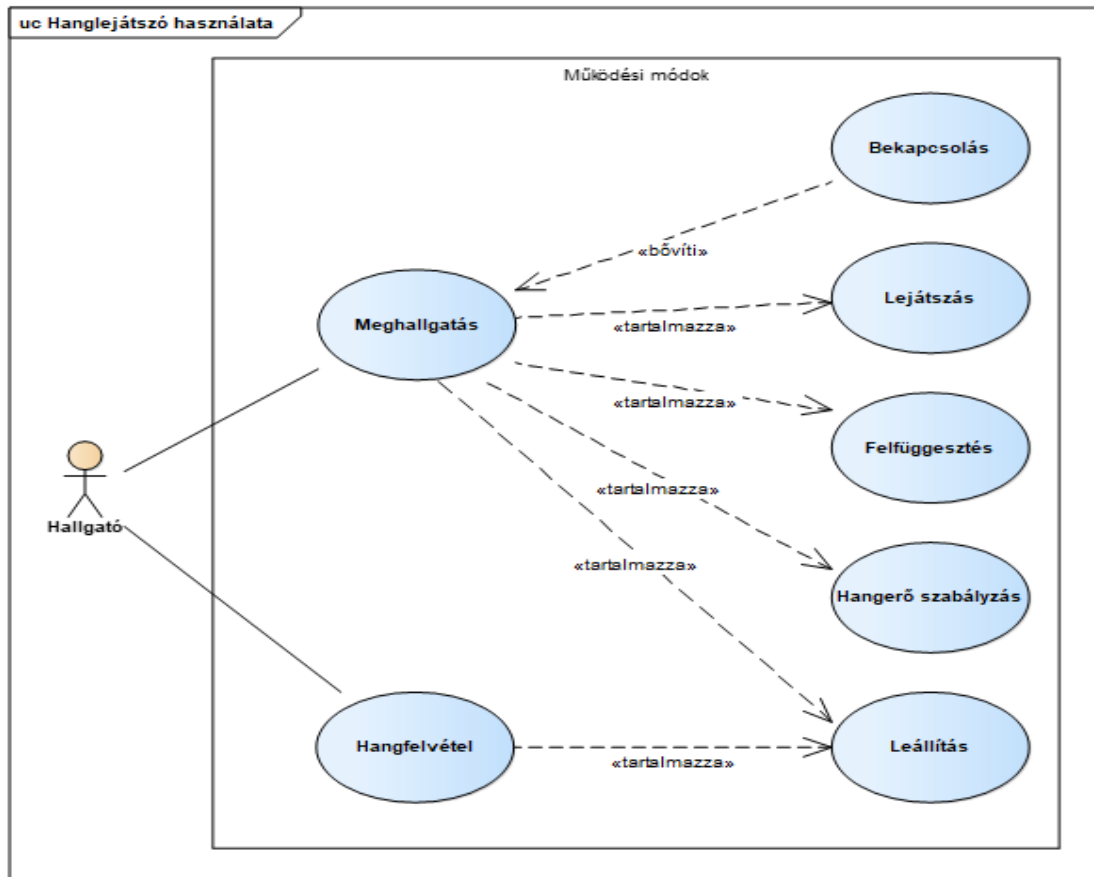 uc Hanglejátszó használata
Működési módok
Bekapcsolás
«bővíti»
Meghallgatás
Lejátszás
«tartalmazza»
«tartalmazza»
Felfüggesztés
«tartalmazza»
Hallgató
«tartalmazza»
Hangerő szabályzás
Hangfelvétel
«tartalmazza»
Leállítás